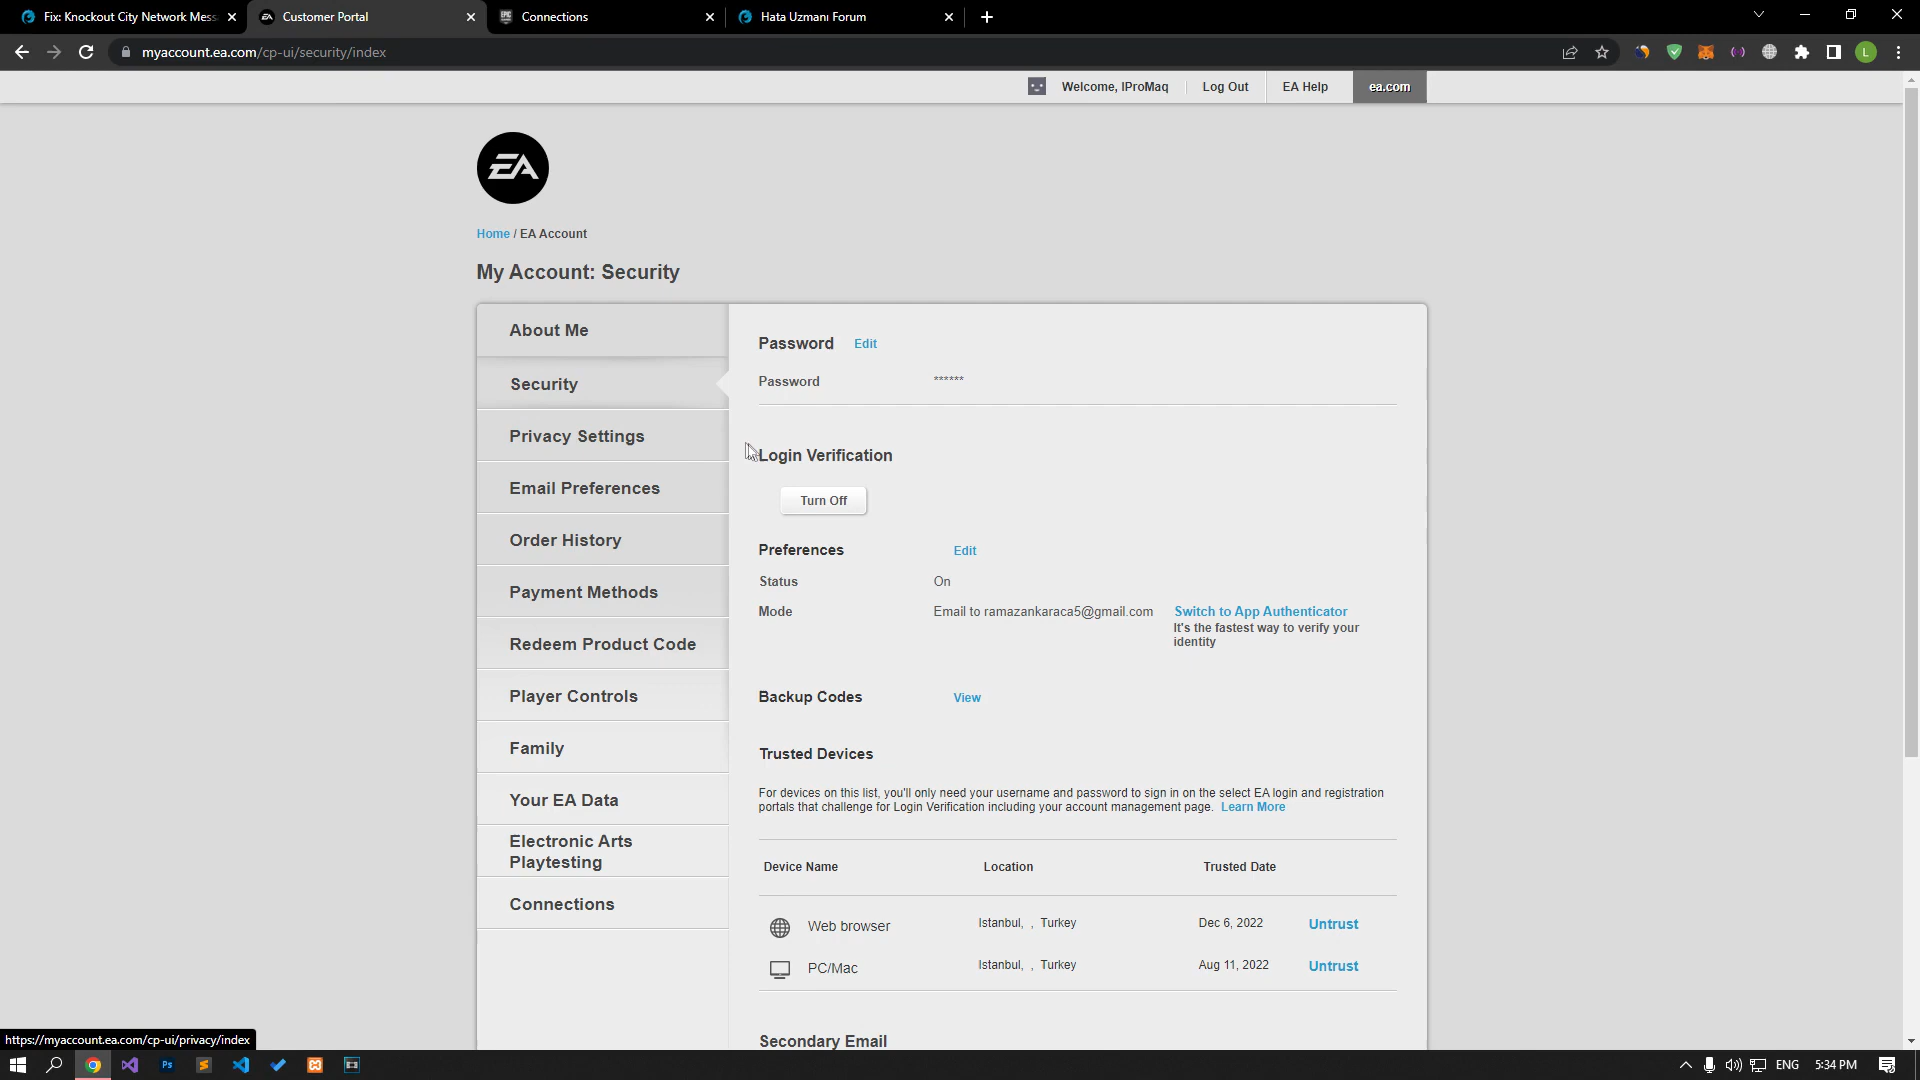 Fix: Knockout City Network Mess
Customer Portal
Connections
Hata Uzmanı Forum
myaccount.ea.com/cp-ui/security/index
L
Welcome, IProMaq
Log Out
EA Help
ea.com
EA
Home / EA Account
My Account: Security
About Me
Security
Privacy Settings
Email Preferences
Order History
Payment Methods
Redeem Product Code
Player Controls
Family
Your EA Data
Electronic Arts
Playtesting
Connections
Password Edit
Password ******
Login Verification
Turn Off
Preferences Edit
Status On
Mode Email to ramazankaraca5@gmail.com Switch to App Authenticator
It's the fastest way to verify your
identity
Backup Codes View
Trusted Devices
For devices on this list, you'll only need your username and password to sign in on the select EA login and registration
portals that challenge for Login Verification including your account management page. Learn More
Device Name Location Trusted Date
Web browser Istanbul, , Turkey Dec 6, 2022 Untrust
PC/Mac Istanbul, , Turkey Aug 11, 2022 Untrust
Secondary Email
https://myaccount.ea.com/cp-ui/privacy/index
Ps
ENG
5:34 PM